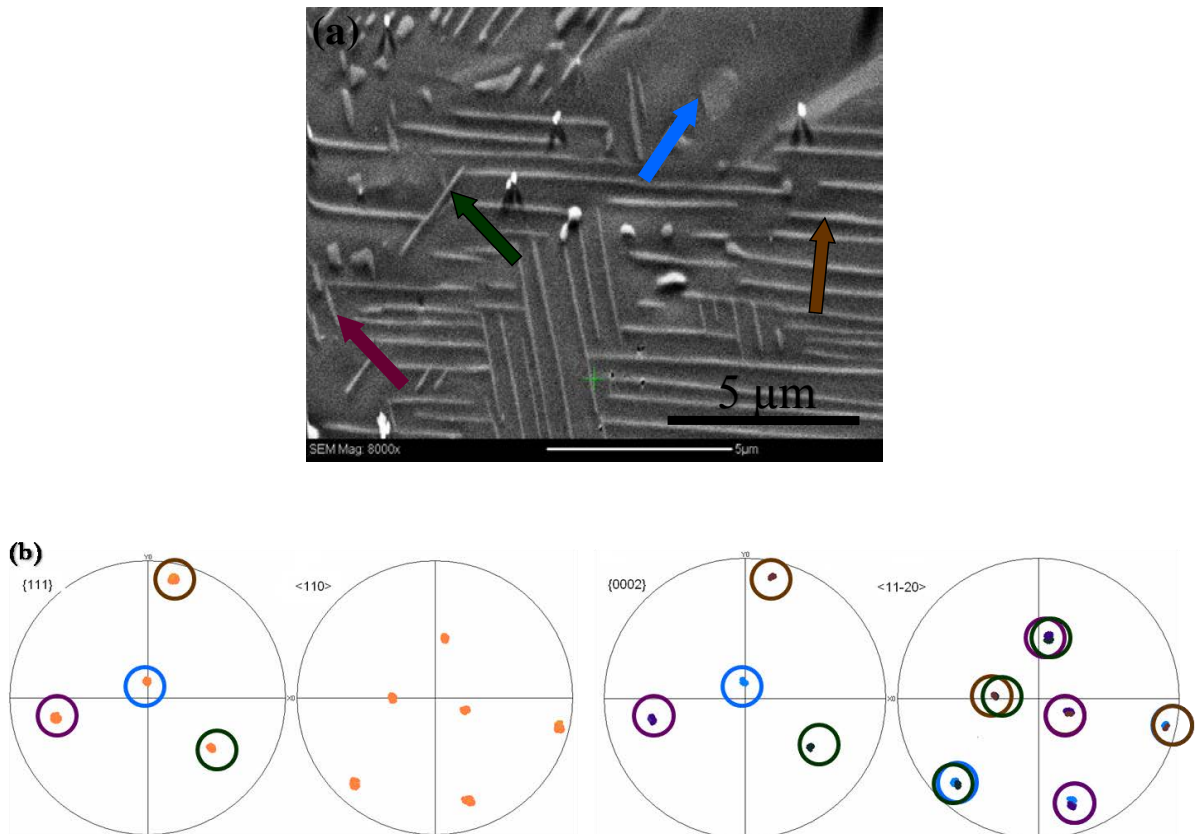 (a)
5 μm
SEM Mag: 8000x 5μm
(b)
{111} Y0 <110> X0
{0002} Y0 <11-20> X0